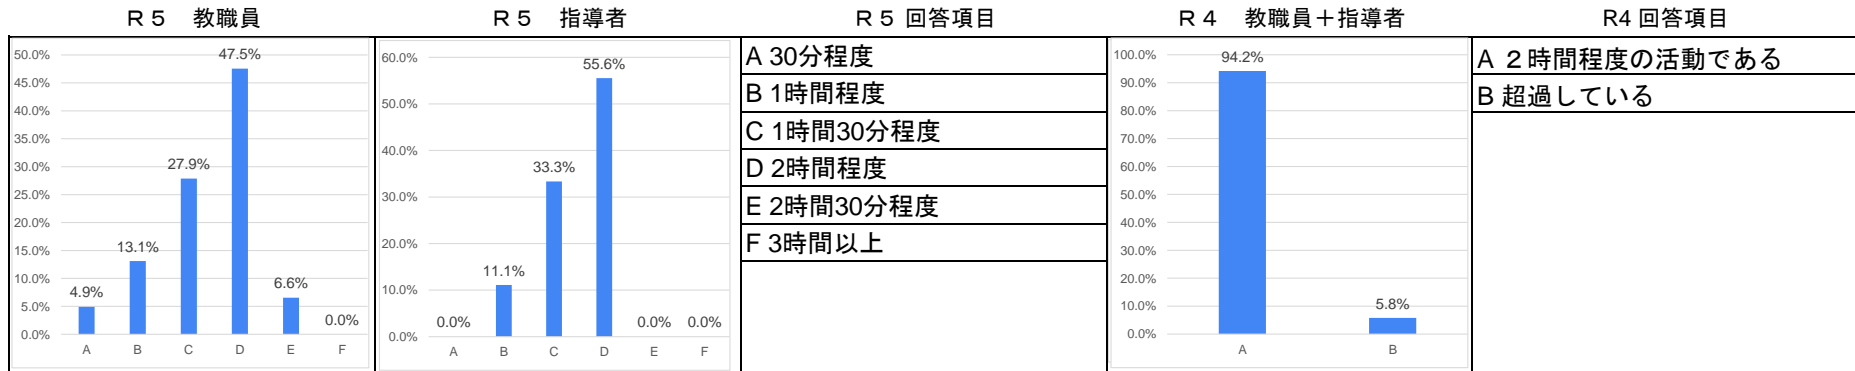 Ｒ５　教職員
Ｒ５　指導者
Ｒ５ 回答項目
Ｒ４　教職員＋指導者
R4 回答項目
50.0%
45.0%
40.0%
35.0%
30.0%
25.0%
20.0%
15.0%
10.0%
5.0%
0.0%
4.9%
13.1%
27.9%
47.5%
6.6%
0.0%
A B C D E F
60.0%
50.0%
40.0%
30.0%
20.0%
10.0%
0.0%
0.0%
11.1%
33.3%
55.6%
0.0%
0.0%
A B C D E F
A 30分程度
B 1時間程度
C 1時間30分程度
D 2時間程度
E 2時間30分程度
F 3時間以上
100.0%
90.0%
80.0%
70.0%
60.0%
50.0%
40.0%
30.0%
20.0%
10.0%
0.0%
94.2%
5.8%
A B
A ２時間程度の活動である
B 超過している